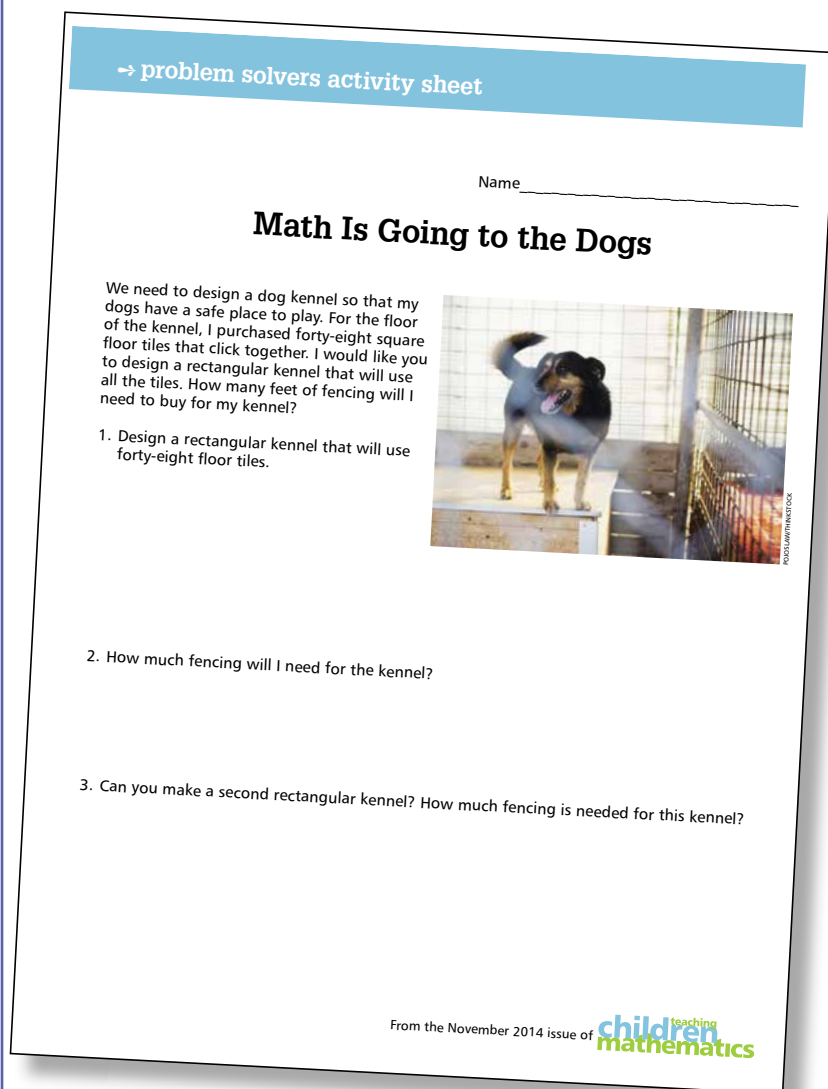 ➺ problem solvers activity sheet
Name
Math Is Going to the Dogs
We need to design a dog kennel so that my
dogs have a safe place to play. For the floor
of the kennel, I purchased forty-eight square
floor tiles that click together. I would like you
to design a rectangular kennel that will use
all the tiles. How many feet of fencing will I
need to buy for my kennel?
1. Design a rectangular kennel that will use
forty-eight floor tiles.
POJOSLAW/THINKSTOCK
2. How much fencing will I need for the kennel?
3. Can you make a second rectangular kennel? How much fencing is needed for this kennel?
From the November 2014 issue of
teaching
children
mathematics